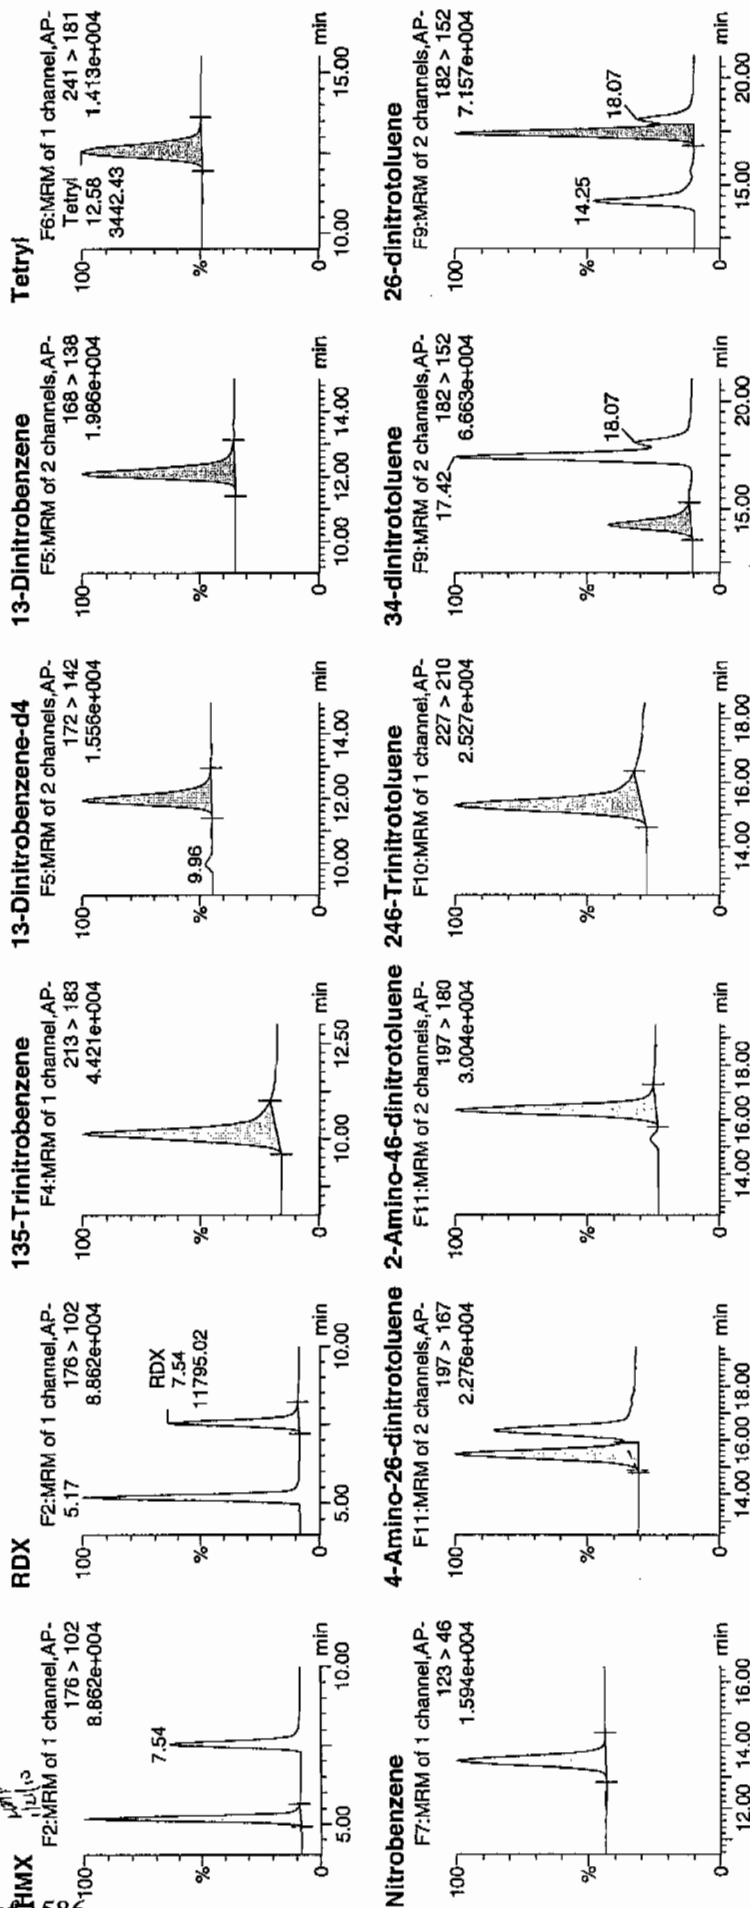 HMX
F2:MRM of 1 channel,AP-
176 > 102
8.862e+004
100
7.54
%
0
5.00
10.00
min
RDX
F2:MRM of 1 channel,AP-
176 > 102
8.862e+004
100
5.17
RDX
7.54
11795.02
%
0
5.00
10.00
min
135-Trinitrobenzene
F4:MRM of 1 channel,AP-
213 > 183
4.421e+004
100
%
0
10.00
12.50
min
13-Dinitrobenzene-d4
F5:MRM of 2 channels,AP-
172 > 142
1.556e+004
100
9.96
%
0
10.00
12.00
14.00
min
13-Dinitrobenzene
F5:MRM of 2 channels,AP-
168 > 138
1.986e+004
100
%
0
10.00
12.00
14.00
min
Tetryl
F6:MRM of 1 channel,AP-
241 > 181
1.413e+004
100
Tetryl
12.58
3442.43
%
0
10.00
15.00
min
Nitrobenzene
F7:MRM of 1 channel,AP-
123 > 46
1.594e+004
100
%
0
12.00
14.00
16.00
min
4-Amino-26-dinitrotoluene
F11:MRM of 2 channels,AP-
197 > 167
2.276e+004
100
%
0
14.00
16.00
18.00
min
2-Amino-46-dinitrotoluene
F11:MRM of 2 channels,AP-
197 > 180
3.004e+004
100
%
0
14.00
16.00
18.00
min
246-Trinitrotoluene
F10:MRM of 1 channel,AP-
227 > 210
2.527e+004
100
%
0
14.00
16.00
18.00
min
34-dinitrotoluene
F9:MRM of 2 channels,AP-
182 > 152
6.663e+004
100
17.42
18.07
%
0
15.00
20.00
min
26-dinitrotoluene
F9:MRM of 2 channels,AP-
182 > 152
7.157e+004
100
14.25
18.07
%
0
15.00
20.00
min